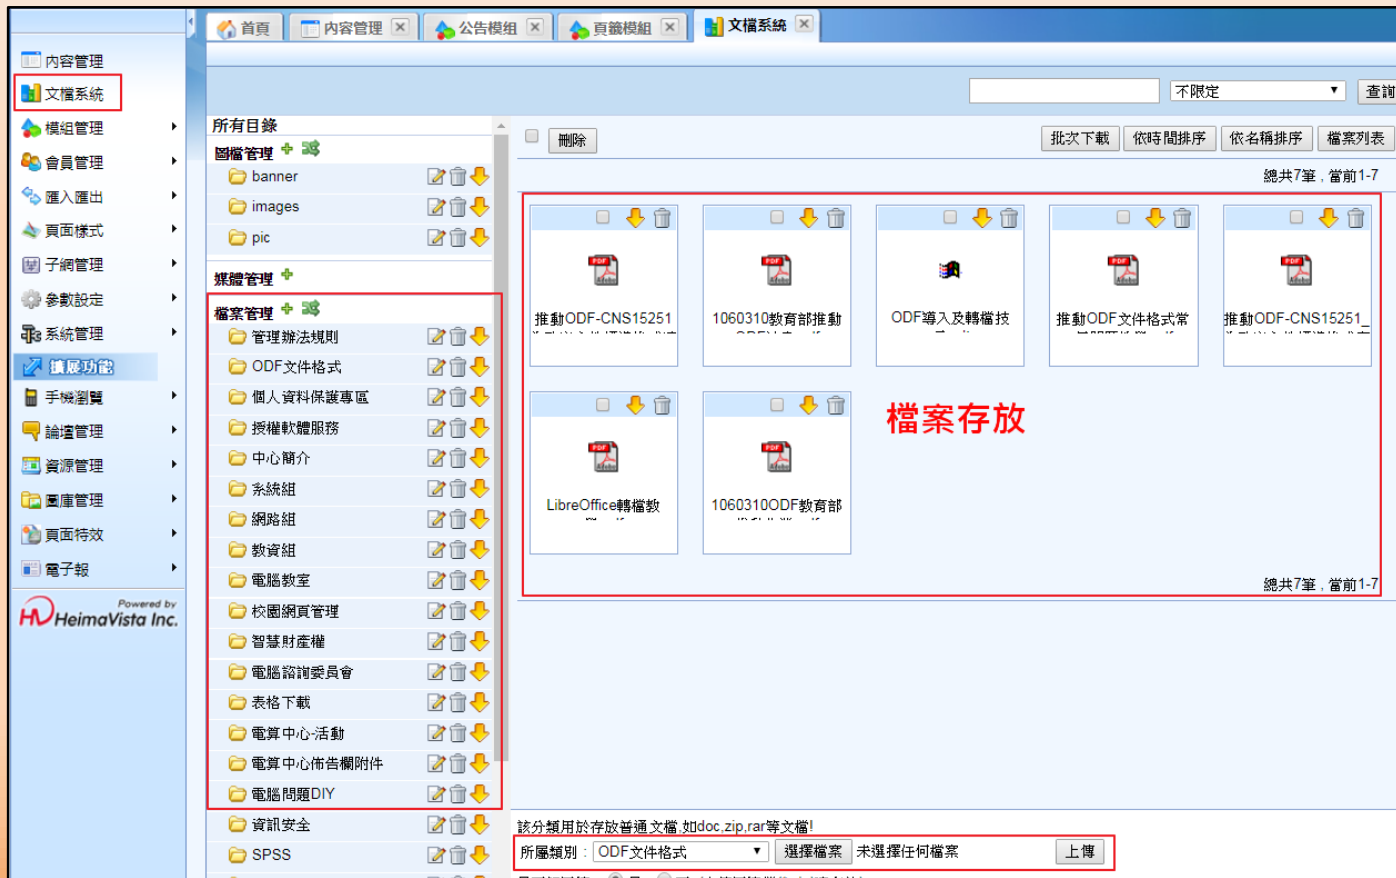 首頁
內容管理
公告模組
頁籤模組
文檔系統
內容管理
文檔系統
模組管理
會員管理
匯入匯出
頁面樣式
子網管理
參數設定
系統管理
擴展功能
手機瀏覽
論壇管理
資源管理
圖庫管理
頁面特效
電子報
Powered by
HeimaVista Inc.
不限定
查詢
所有目錄
圖檔管理
banner
images
pic
媒體管理
檔案管理
管理辦法規則
ODF文件格式
個人資料保護專區
授權軟體服務
中心簡介
系統組
網路組
教資組
電腦教室
校園網頁管理
智慧財產權
電腦諮詢委員會
表格下載
電算中心-活動
電算中心佈告欄附件
電腦問題DIY
資訊安全
SPSS
刪除
批次下載
依時間排序
依名稱排序
檔案列表
總共7筆 , 當前1-7
PDF
Adobe
推動ODF-CNS15251
PDF
Adobe
1060310教育部推動
ODF導入及轉檔技
PDF
Adobe
推動ODF文件格式常
PDF
Adobe
推動ODF-CNS15251_
PDF
Adobe
LibreOffice轉檔教
PDF
Adobe
1060310ODF教育部
檔案存放
總共7筆 , 當前1-7
該分類用於存放普通文檔.如doc,zip,rar等文檔!
所屬類別 : ODF文件格式 選擇檔案 未選擇任何檔案 上傳